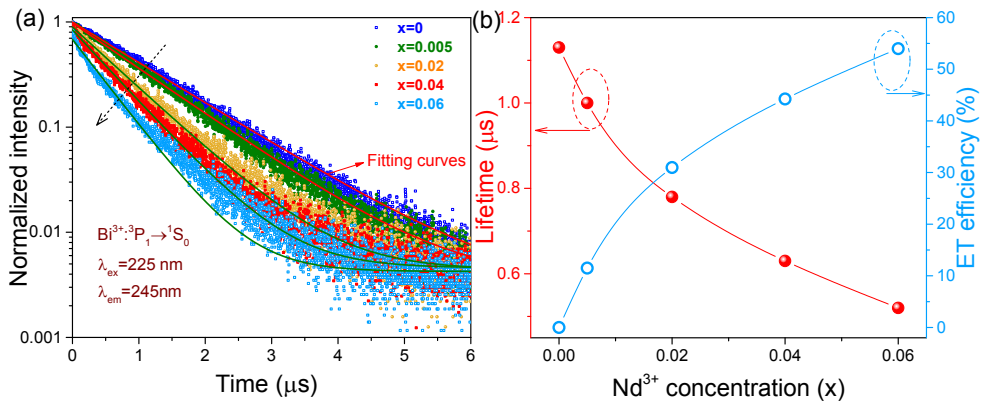 (a)
Normalized intensity
1
0.1
0.01
0.001
x=0
x=0.005
x=0.02
x=0.04
x=0.06
Fitting curves
Bi³⁺:³P₁→¹S₀
λex=225 nm
λem=245nm
0 1 2 3 4 5 6
Time (μs)
(b)
Lifetime (μs)
1.2
1.0
0.8
0.6
60
50
40
30
20
10
0
ET efficiency (%)
0.00 0.02 0.04 0.06
Nd³⁺ concentration (x)